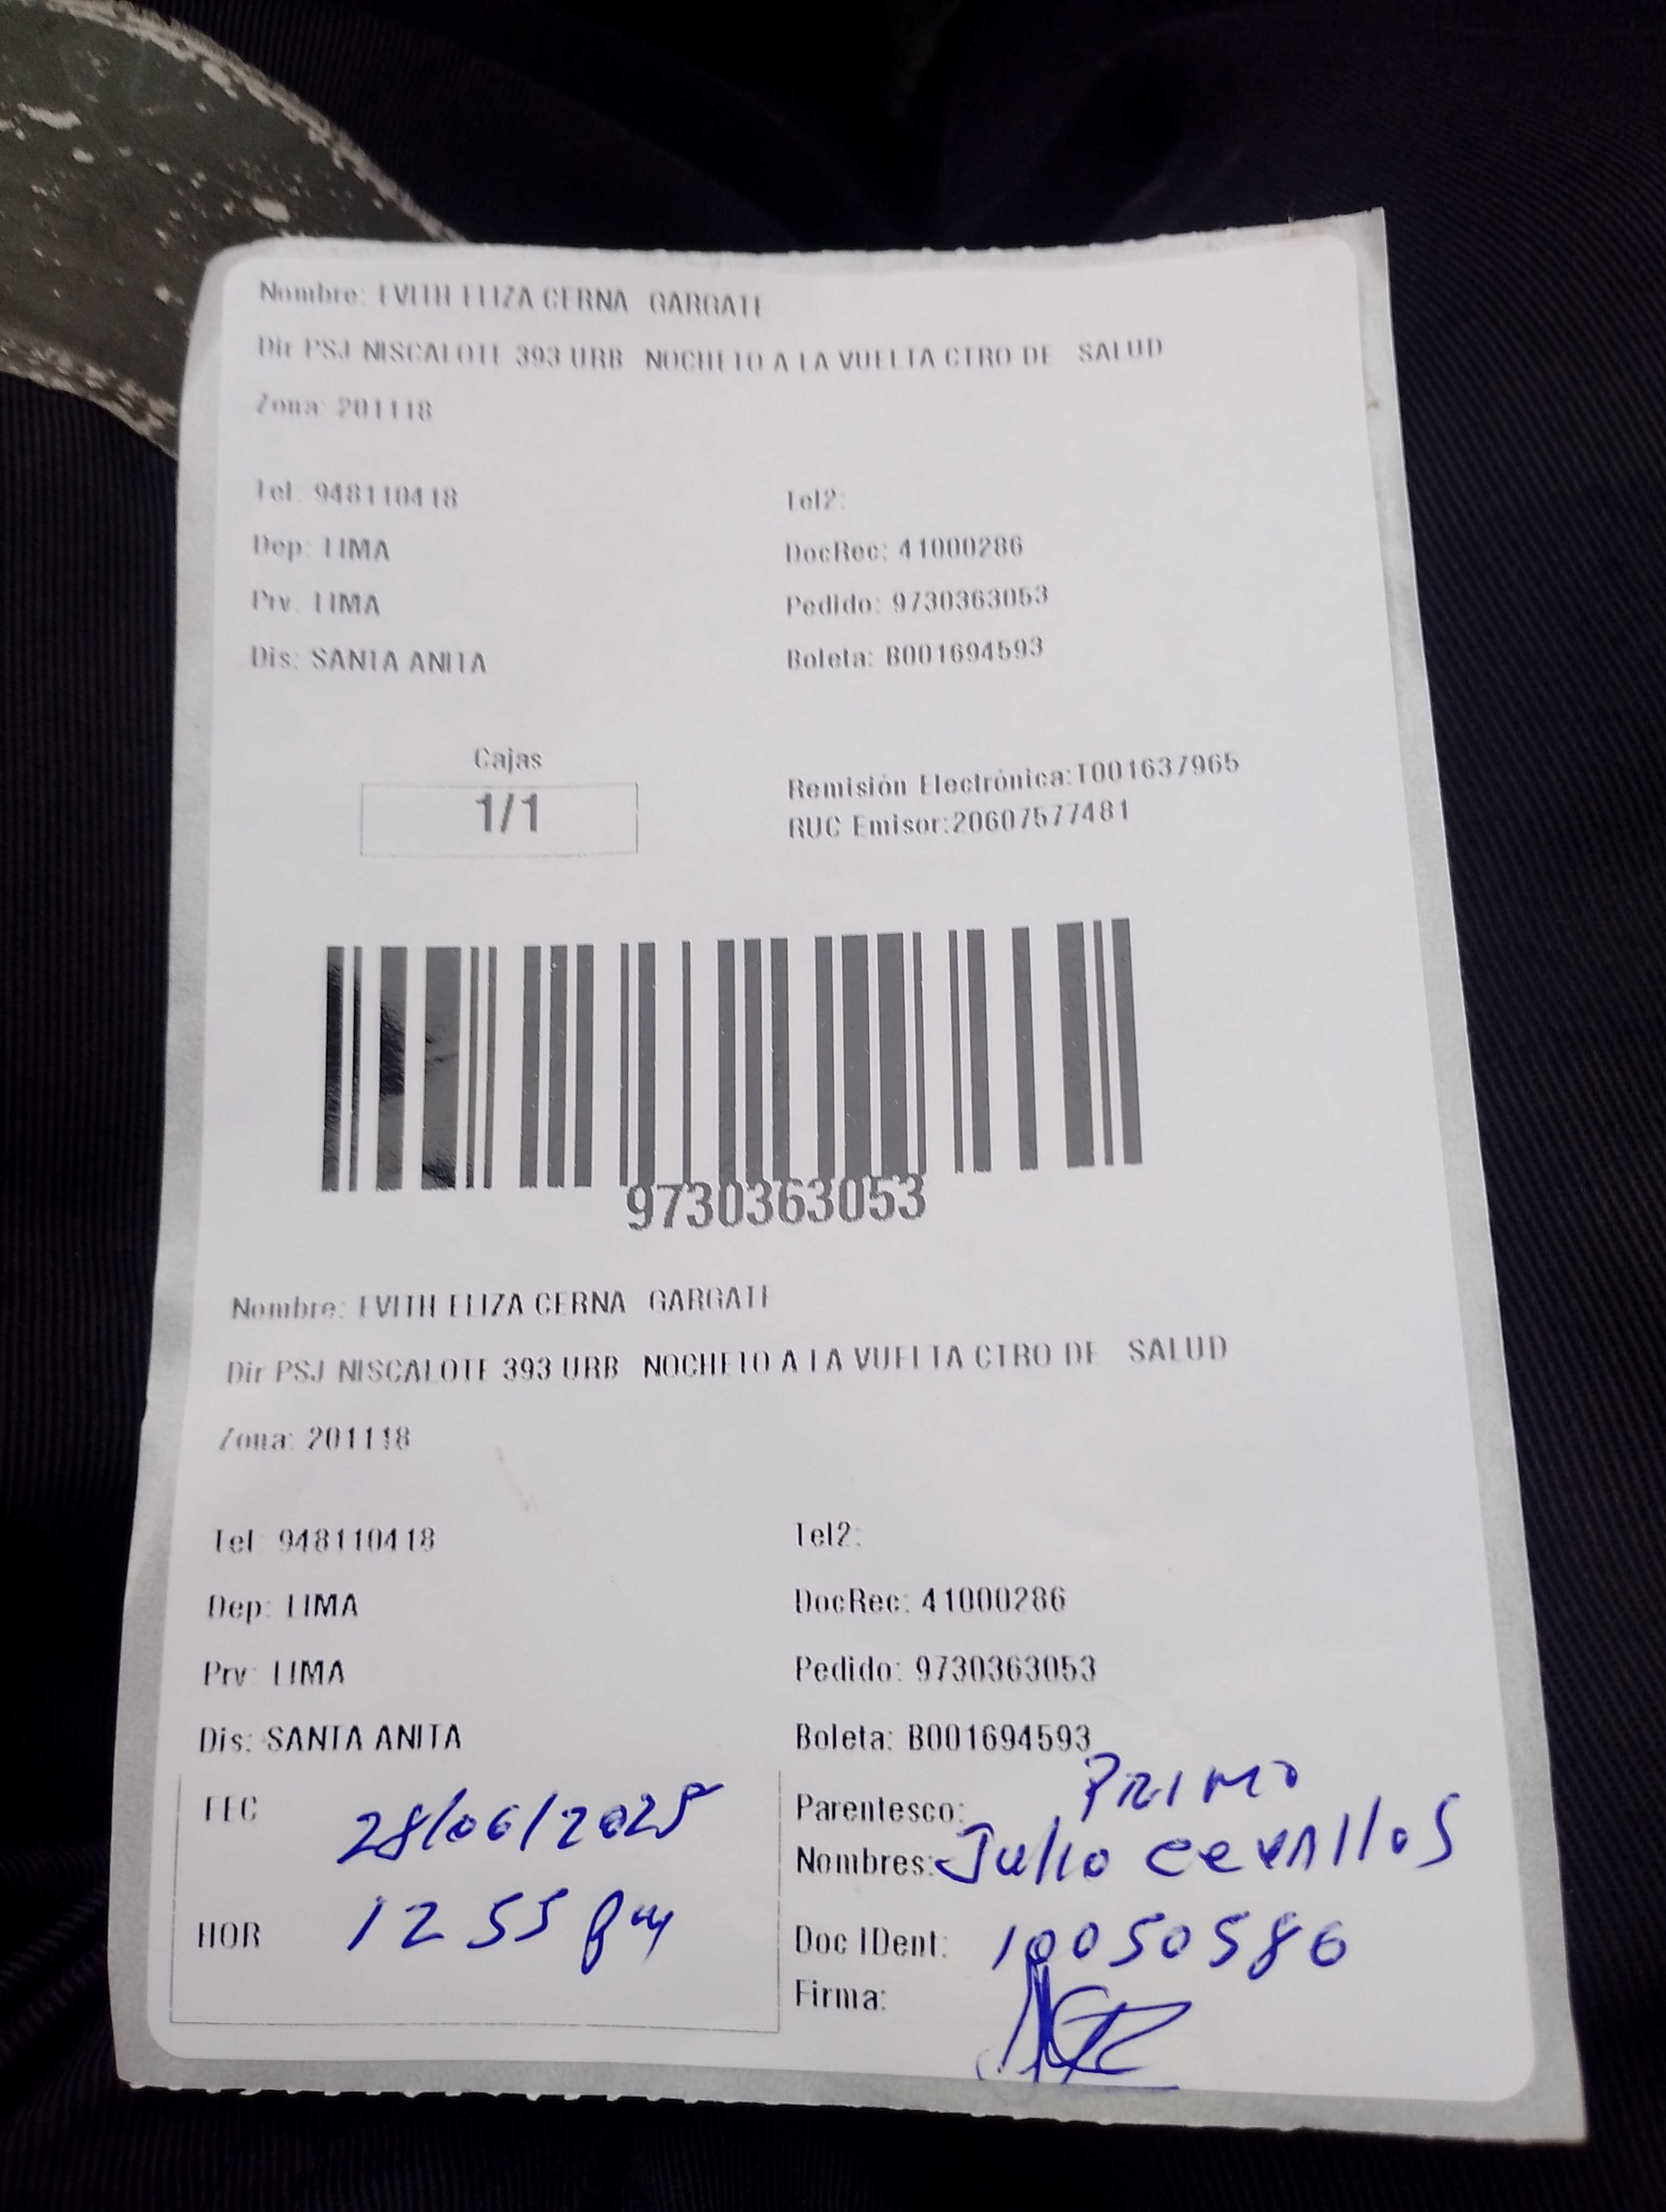 Nombre: EVITH ELIZA CERNA GARGATE
Dir PSJ NISCALOTE 393 URB NOCHETO A LA VUELTA CTRO DE SALUD
Zona: 201118
Tel: 948110418 Tel2:
Dep: LIMA DocRec: 41000286
Prv: LIMA Pedido: 9730363053
Dis: SANTA ANITA Boleta: B001694593
Cajas
1/1
Remisión Electrónica:T001637965
RUC Emisor:20607577481
9730363053
Nombre: EVITH ELIZA CERNA GARGATE
Dir PSJ NISCALOTE 393 URB NOCHETO A LA VUELTA CTRO DE SALUD
Zona: 201118
Tel: 948110418 Tel2:
Dep: LIMA DocRec: 41000286
Prv: LIMA Pedido: 9730363053
Dis: SANTA ANITA Boleta: B001694593
FEC 28/06/2025
HOR 12 55 pm
Parentesco: PRIMO
Nombres: Julio
Doc IDent: 10050586
Firma: